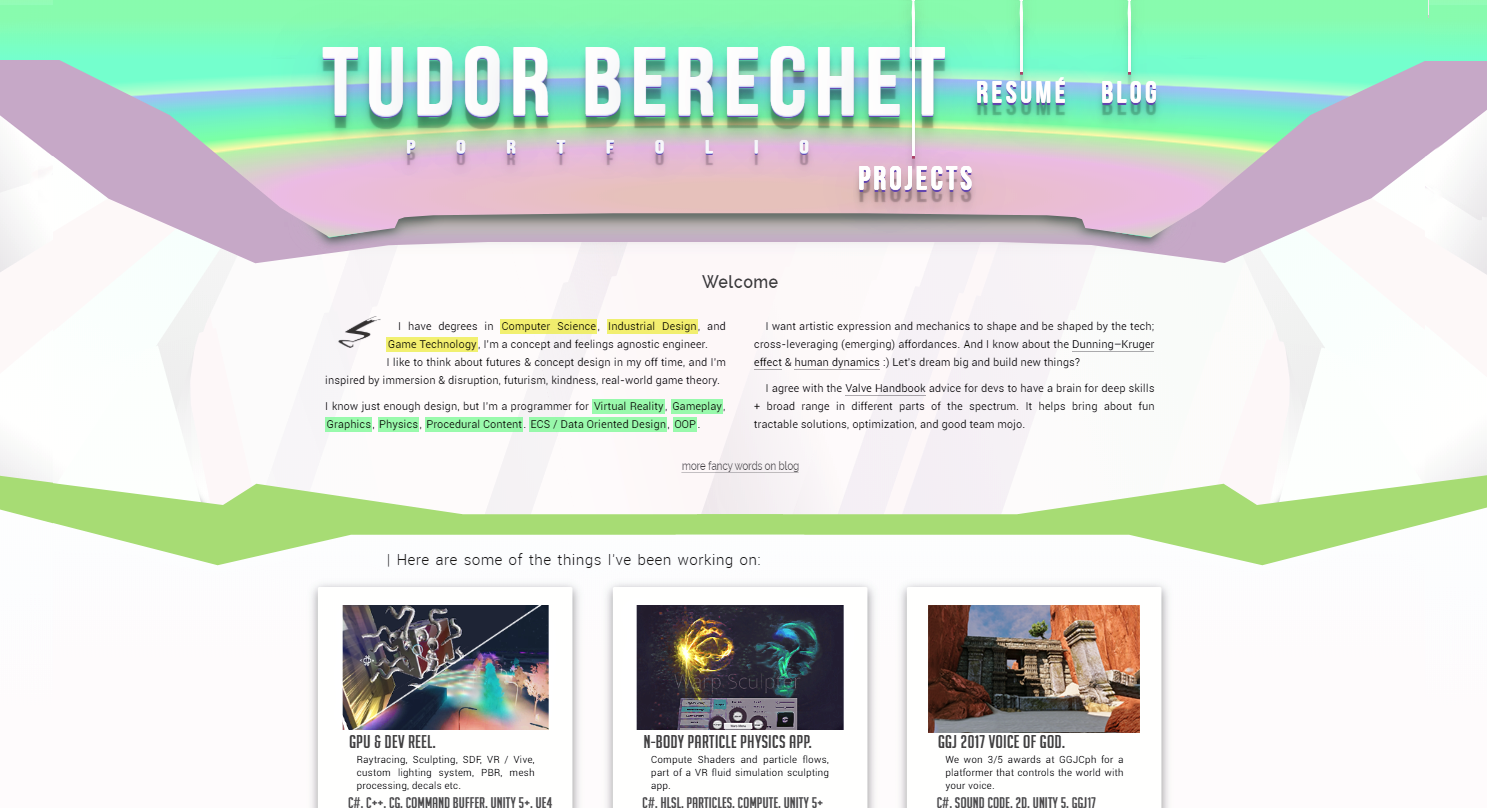 TUDOR BERECHET
PORTFOLIO
RESUMÉ
BLOG
PROJECTS
Welcome
I have degrees in Computer Science, Industrial Design, and
Game Technology, I'm a concept and feelings agnostic engineer.
I like to think about futures & concept design in my off time, and I'm
inspired by immersion & disruption, futurism, kindness, real-world game theory.
I know just enough design, but I'm a programmer for Virtual Reality, Gameplay,
Graphics, Physics, Procedural Content. ECS / Data Oriented Design, OOP.
I want artistic expression and mechanics to shape and be shaped by the tech;
cross-leveraging (emerging) affordances. And I know about the Dunning–Kruger
effect & human dynamics :) Let's dream big and build new things?
I agree with the Valve Handbook advice for devs to have a brain for deep skills
+ broad range in different parts of the spectrum. It helps bring about fun
tractable solutions, optimization, and good team mojo.
more fancy words on blog
| Here are some of the things I've been working on:
GPU & DEV REEL.
Raytracing, Sculpting, SDF, VR / Vive,
custom lighting system, PBR, mesh
processing, decals etc.
C#, C++, CG, COMMAND BUFFER, UNITY 5+, UE4
Warp Sculptor
N-BODY PARTICLE PHYSICS APP.
Compute Shaders and particle flows,
part of a VR fluid simulation sculpting
app.
C#, HLSL, PARTICLES, COMPUTE, UNITY 5+
GGJ 2017 VOICE OF GOD.
We won 3/5 awards at GGJCph for a
platformer that controls the world with
your voice.
C#, SOUND CODE, 2D, UNITY 5, GGJ17